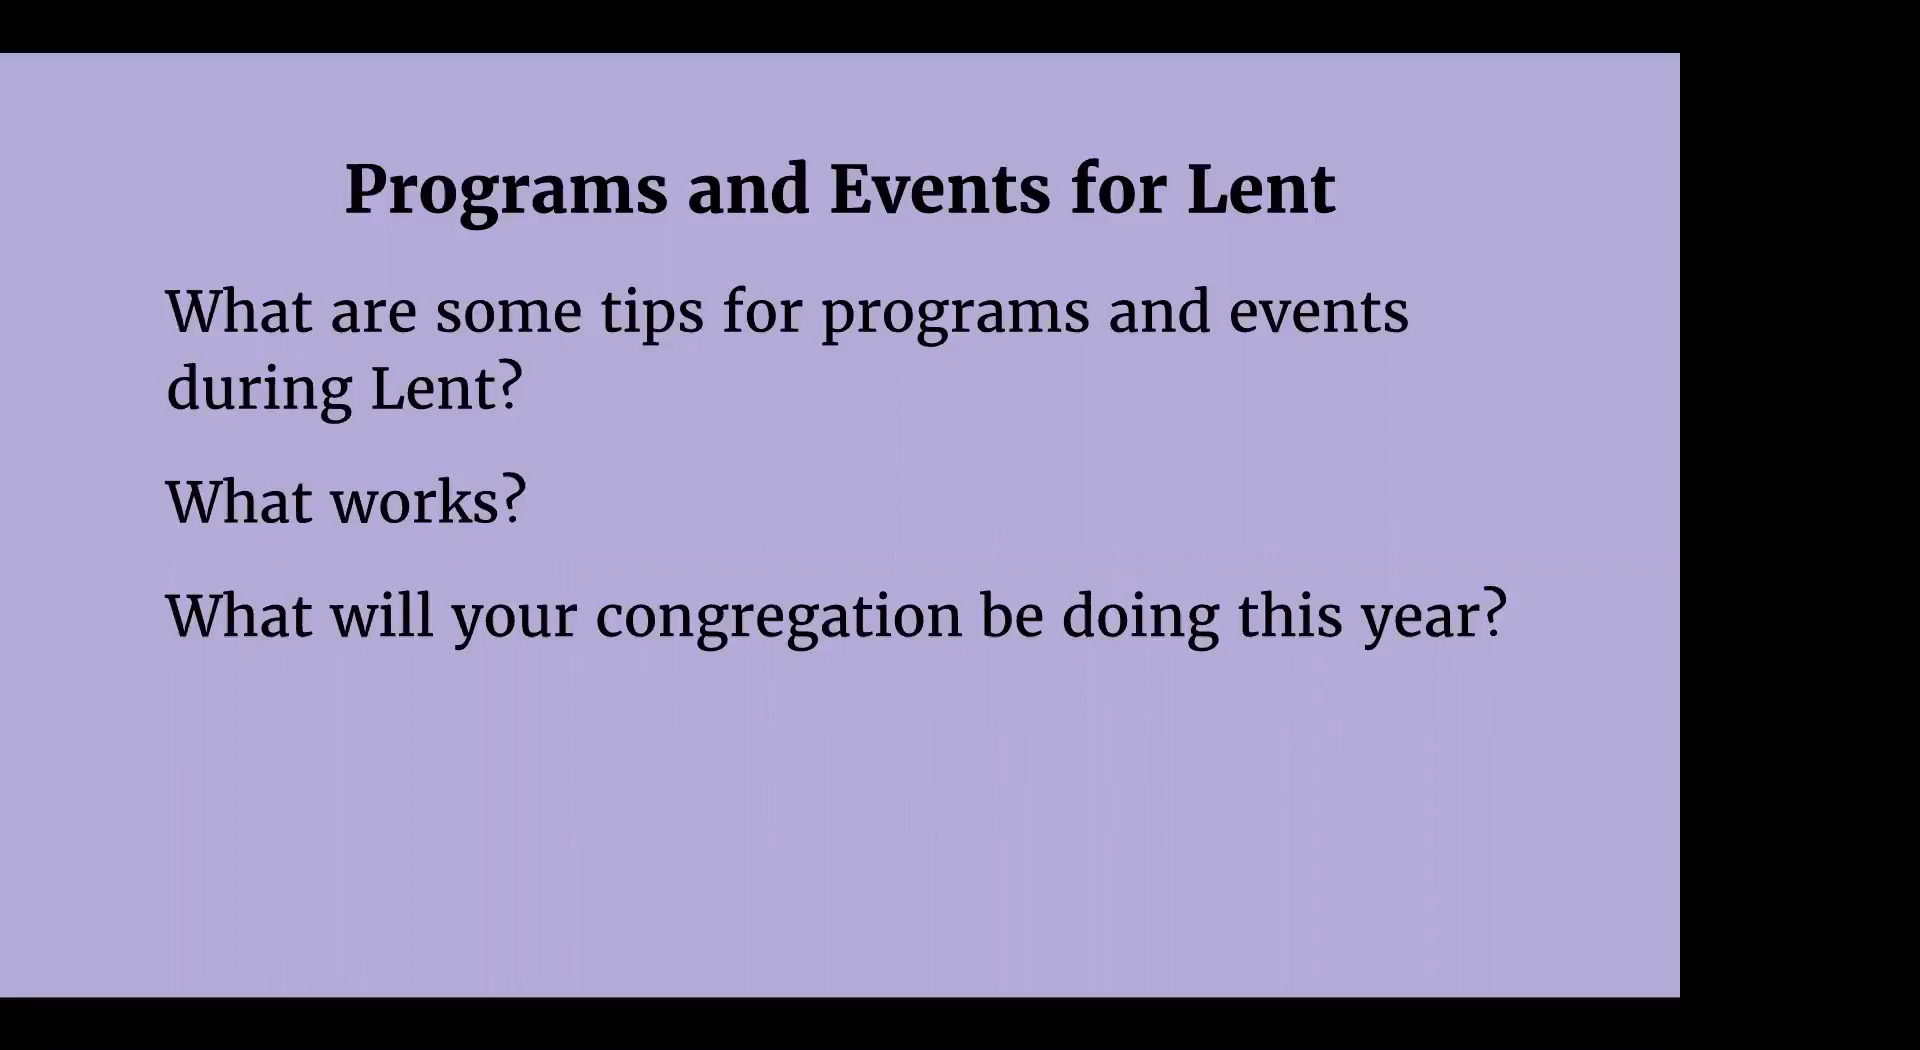 Programs and Events for Lent
What are some tips for programs and events
during Lent?
What works?
What will your congregation be doing this year?